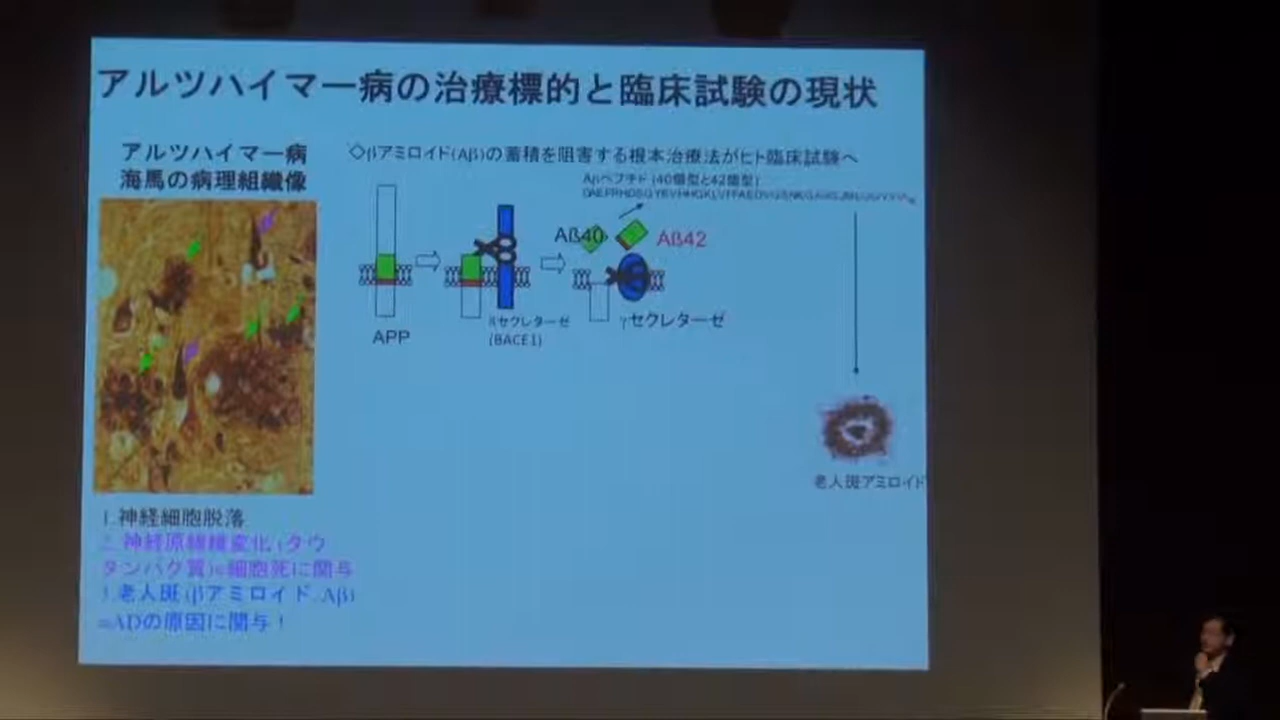 アルツハイマー病の治療標的と臨床試験の現状
アルツハイマー病
海馬の病理組織像
◇βアミロイド(Aβ)の蓄積を阻害する根本治療法がヒト臨床試験へ
Aβペプチド (40個型と42個型)
Aß40
Aß42
APP
βセクレターゼ
(BACE1)
γセクレターゼ
老人斑アミロイド
1.神経細胞脱落
2. 神経原線維変化 (タウ
タンパク質)=細胞死に関与
3.老人斑 (βアミロイド, Aβ)
=ADの原因に関与！